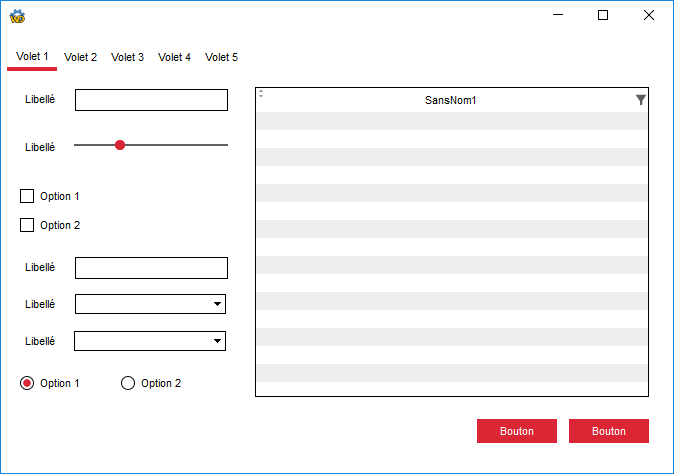 Volet 1 Volet 2 Volet 3 Volet 4 Volet 5
Libellé
SansNom1
Libellé
Option 1
Option 2
Libellé
Libellé
Libellé
Option 1 Option 2
Bouton Bouton